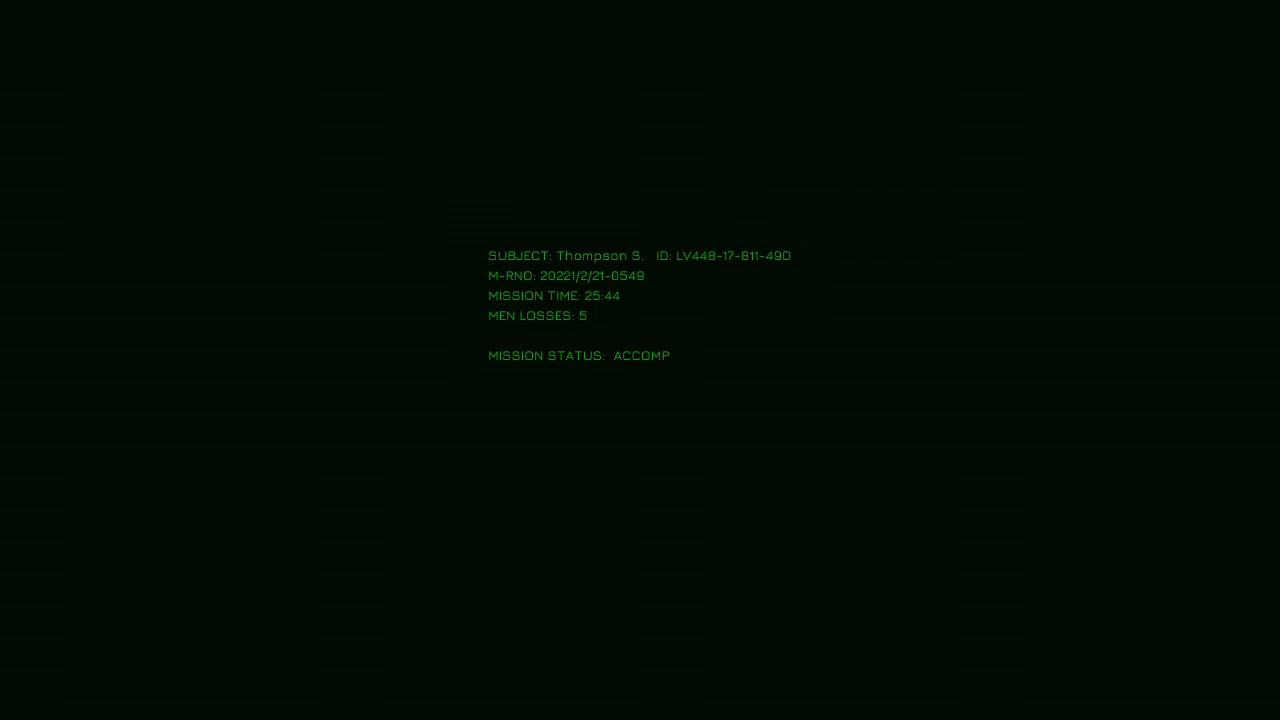 SUBJECT: Thompson S. ID: LV448-17-811-49D
M-RNO: 20221/2/21-0549
MISSION TIME: 25:44
MEN LOSSES: 5
MISSION STATUS: ACCOMP